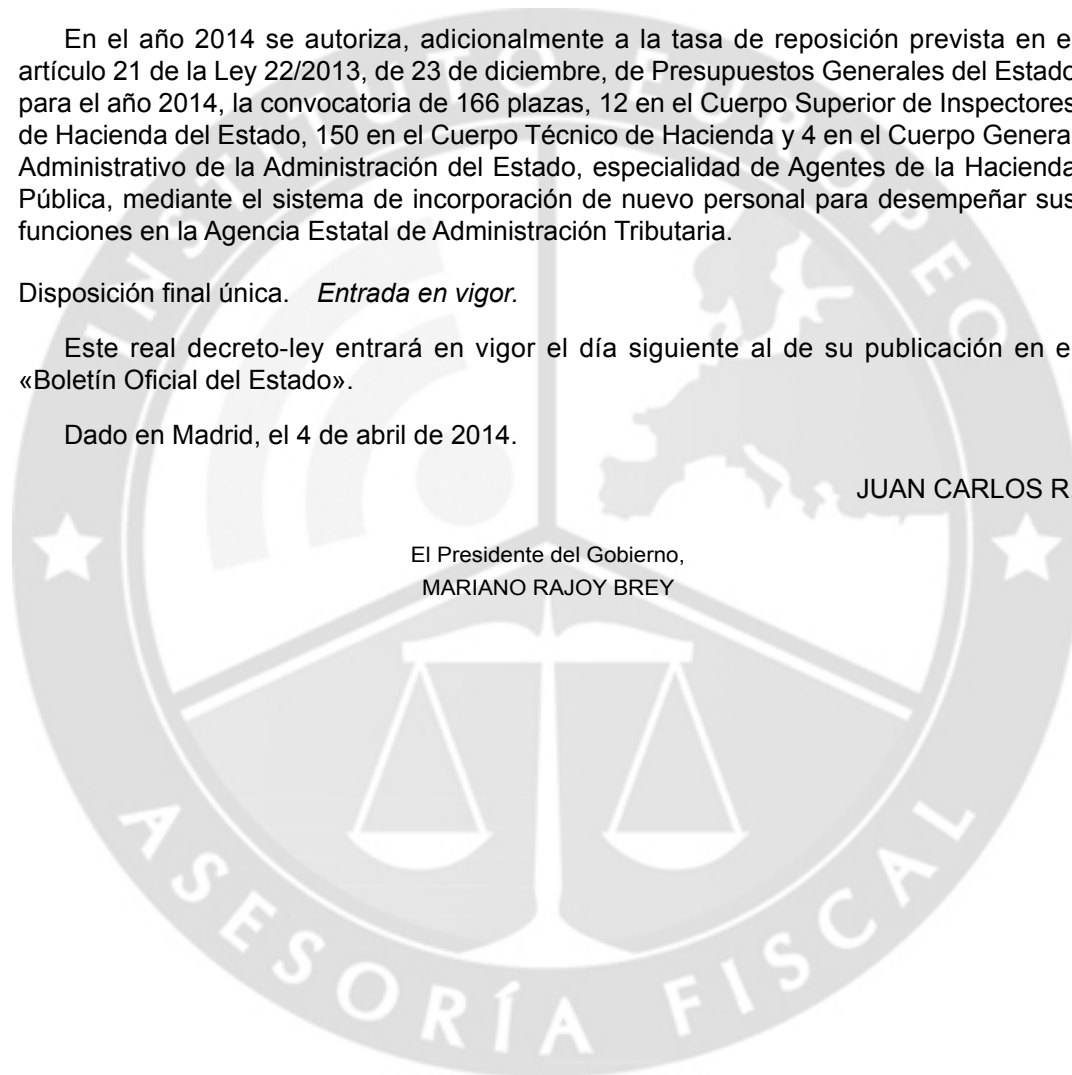 En el año 2014 se autoriza, adicionalmente a la tasa de reposición prevista en e
artículo 21 de la Ley 22/2013, de 23 de diciembre, de Presupuestos Generales del Estado
para el año 2014, la convocatoria de 166 plazas, 12 en el Cuerpo Superior de Inspectores
de Hacienda del Estado, 150 en el Cuerpo Técnico de Hacienda y 4 en el Cuerpo Genera
Administrativo de la Administración del Estado, especialidad de Agentes de la Hacienda
Pública, mediante el sistema de incorporación de nuevo personal para desempeñar sus
funciones en la Agencia Estatal de Administración Tributaria.
Disposición final única. Entrada en vigor.
Este real decreto-ley entrará en vigor el día siguiente al de su publicación en e
«Boletín Oficial del Estado».
Dado en Madrid, el 4 de abril de 2014.
JUAN CARLOS R.
El Presidente del Gobierno,
MARIANO RAJOY BREY
INSTITUTO EUROPEO
ASESORÍA FISCAL